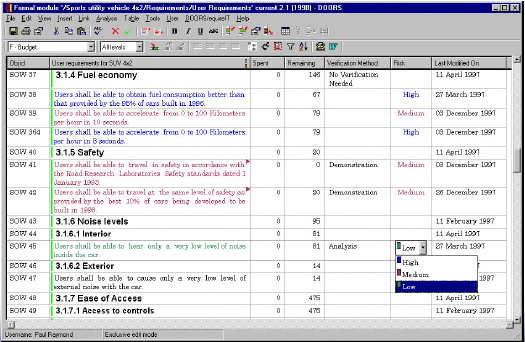 Formal module '/Sports utility vehicle 4x2/Requirements/User Requirements' current 2.1 (1998) - DOORS
File Edit View Insert Link Analysis Table Tools User DOORSrequireIT Help
F - Budget All levels
Dbid User requirements for SUV 4x2 Spent Remaining Verification Method Risk Last Modified On
SOW 37 3.1.4 Fuel economy 0 146 No Verification 11 April 1997
Needed
SOW 38 Users shall be able to obtain fuel consumption better than 0 67 High 27 March 1997
that provided by the 95% of cars built in 1996.
SOW 39 Users shall be able to accelerate from 0 to 100 Kilometers 0 79 Medium 03 December 1997
per hour in 10 seconds.
SOW 364 Users shall be able to accelerate from 0 to 100 Kilometers 0 79 High 03 December 1997
per hour in 8 seconds.
SOW 40 3.1.5 Safety 0 20 11 April 1997
SOW 41 Users shall be able to travel in safety in accordance with 0 0 Demonstration Medium 03 December 1997
the Road Research Laboratories Safety standards dated 1
January 1993.
SOW 42 Users shall be able to travel at the same level of safety as 0 20 Demonstration Medium 26 December 1997
provided by the best 10% of cars being developed to be
built in 1998
SOW 43 3.1.6 Noise levels 0 95 11 February 1997
SOW 44 3.1.6.1 Interior 0 81 11 April 1997
SOW 45 Users shall be able to hear only a very low level of noise 0 81 Analysis Low 27 March 1997
inside the car.
High
SOW 46 3.1.6.2 Exterior 0 14 11 April 1997
Medium
SOW 47 Users shall be able to cause only a very low level of 0 14 11 February 1997
external noise with the car.
Low
SOW 48 3.1.7 Ease of Access 0 475 11 April 1997
SOW 49 3.1.7.1 Access to controls 0 475 11 February 1997
Username: Paul Raymond Exclusive edit mode